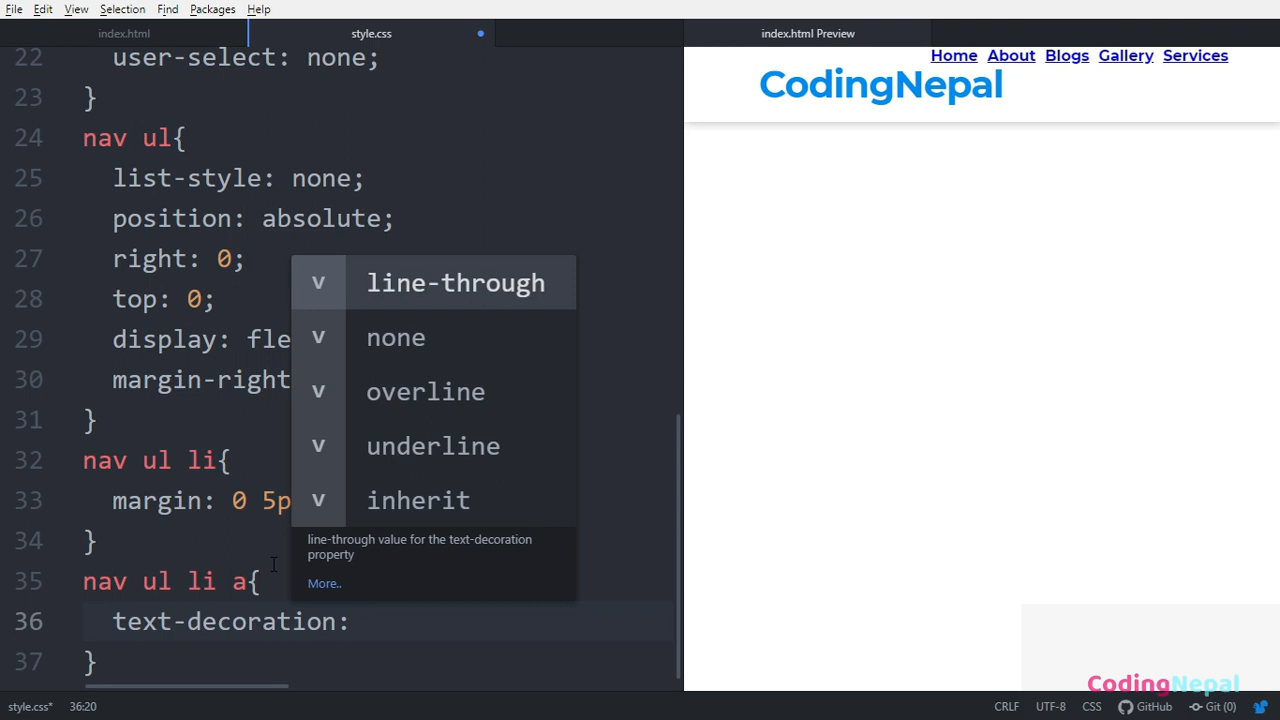 File Edit View Selection Find Packages Help
index.html
style.css
index.html Preview
22 user-select: none;
23 }
24 nav ul{
25 list-style: none;
26 position: absolute;
27 right: 0;
28 top: 0;
29 display: fle
30 margin-right
31 }
32 nav ul li{
33 margin: 0 5p
34 }
35 nav ul li a{
36 text-decoration:
37 }
v line-through
v none
v overline
v underline
v inherit
line-through value for the text-decoration
property
More..
Home About Blogs Gallery Services
CodingNepal
CodingNepal
style.css* 36:20
CRLF UTF-8 CSS GitHub Git (0)